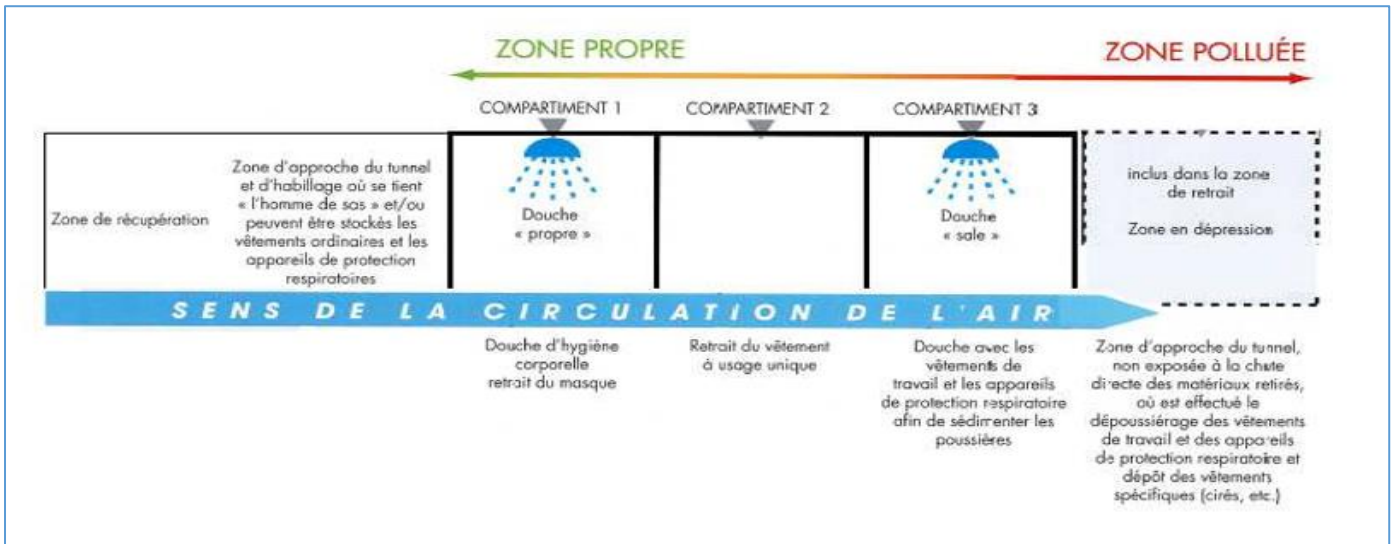 ZONE PROPRE
ZONE POLLUÉE
COMPARTIMENT 1
COMPARTIMENT 2
COMPARTIMENT 3
Zone de récupération
Zone d'approche du tunnel
et d'habillage où se tient
« l'homme de sas » et/ou
peuvent être stockés les
vêtements ordinaires et les
appareils de protection
respiratoires
Douche
« propre »
Douche
« sale »
inclus dans la zone
de retrait
Zone en dépression
SENS DE LA CIRCULATION DE L'AIR
Douche d'hygiène
corporelle
retrait du masque
Retrait du vêtement
à usage unique
Douche avec les
vêtements de
travail et les appareils
de protection respiratoire
afin de sédimenter les
poussières
Zone d'approche du tunnel,
non exposée à la chute
directe des matériaux retirés,
où est effectué le
dépoussiérage des vêtements
de travail et des appareils
de protection respiratoire et
dépôt des vêtements
spécifiques (cirés, etc.)